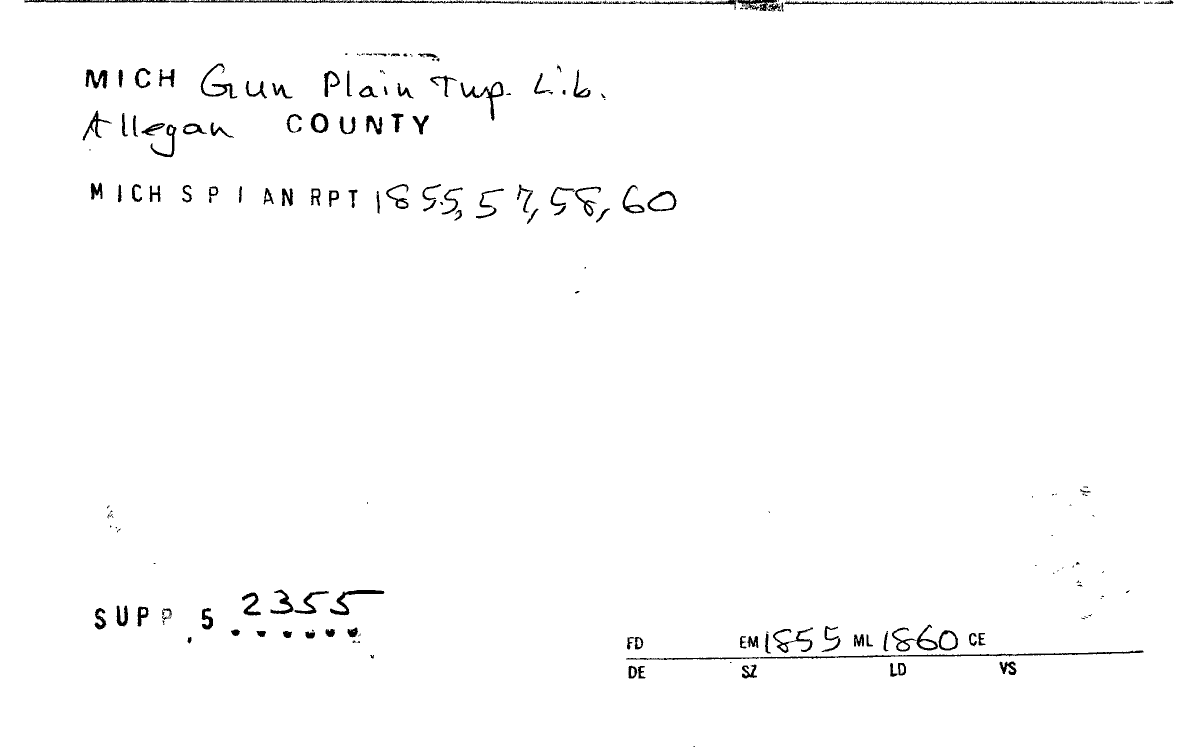 MICH Gun Plain Twp. Lib.
Allegan COUNTY
MICH SPI AN RPT 1855, 57, 58, 60
SUPP.5 2355
FD EM 1855 ML 1860 CE
DE SZ LD VS